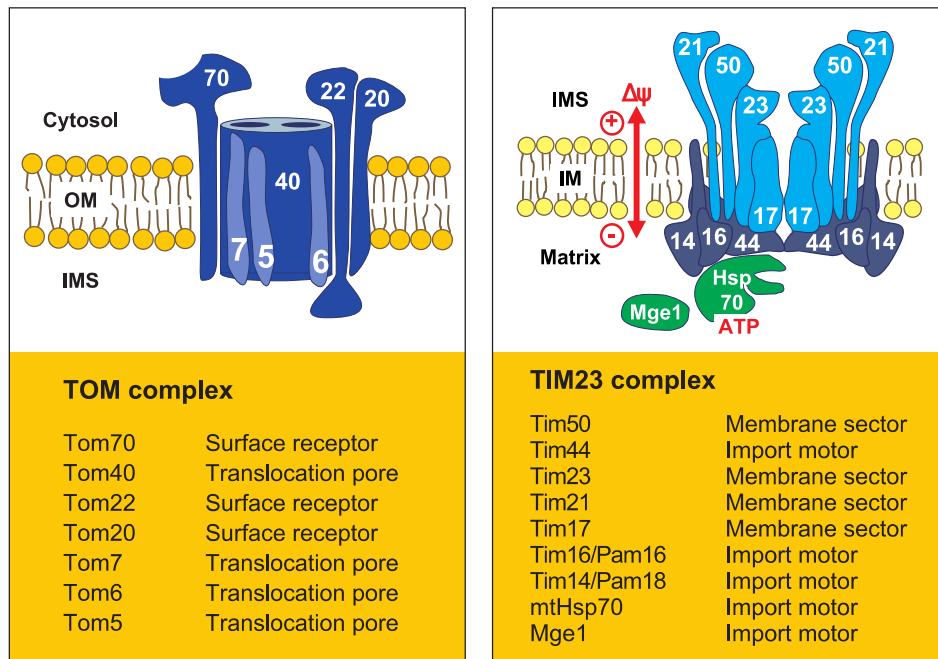 70
22
20
Cytosol
40
OM
7
5
6
IMS
TOM complex
Tom70 Surface receptor
Tom40 Translocation pore
Tom22 Surface receptor
Tom20 Surface receptor
Tom7 Translocation pore
Tom6 Translocation pore
Tom5 Translocation pore
21
21
50
50
IMS
Δψ
23
23
+
IM
17
17
-
14
16
44
44
16
14
Matrix
Hsp
70
Mge1
ATP
TIM23 complex
Tim50 Membrane sector
Tim44 Import motor
Tim23 Membrane sector
Tim21 Membrane sector
Tim17 Membrane sector
Tim16/Pam16 Import motor
Tim14/Pam18 Import motor
mtHsp70 Import motor
Mge1 Import motor